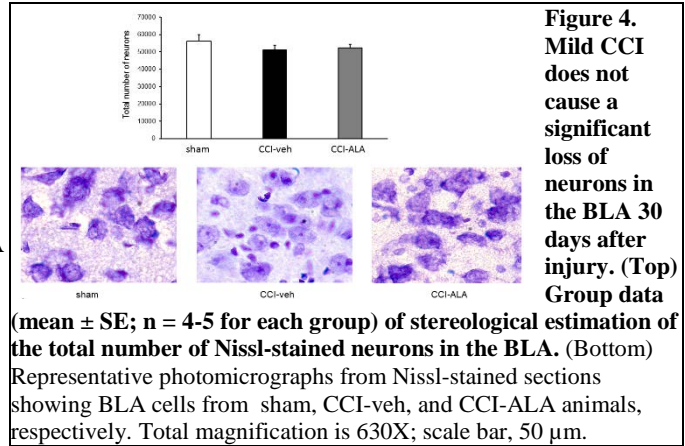 Total number of neurons
70000
60000
50000
40000
30000
20000
10000
0
sham CCI-veh CCI-ALA
sham CCI-veh CCI-ALA
Figure 4.
Mild CCI
does not
cause a
significant
loss of
neurons in
the BLA 30
days after
injury. (Top)
Group data
(mean ± SE; n = 4-5 for each group) of stereological estimation of
the total number of Nissl-stained neurons in the BLA. (Bottom)
Representative photomicrographs from Nissl-stained sections
showing BLA cells from sham, CCI-veh, and CCI-ALA animals,
respectively. Total magnification is 630X; scale bar, 50 µm.